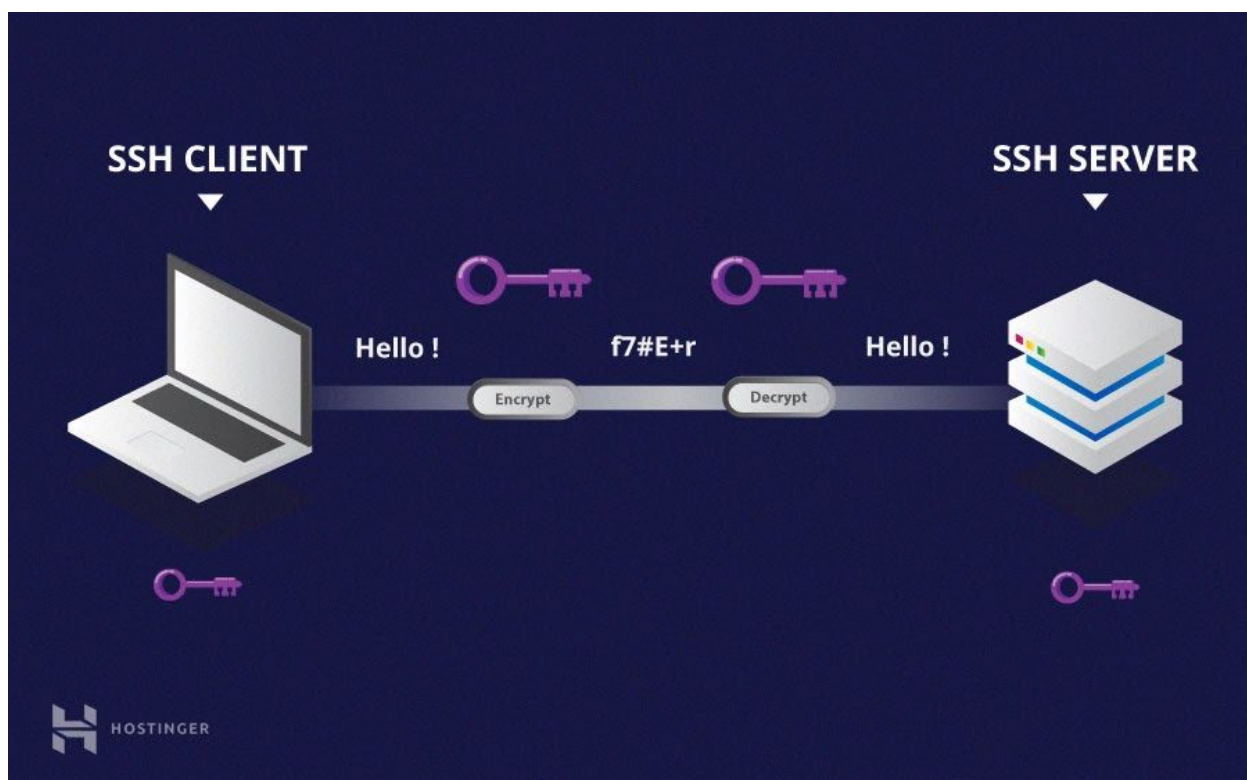 SSH CLIENT
SSH SERVER
Hello !
f7#E+r
Hello !
Encrypt
Decrypt
HOSTINGER